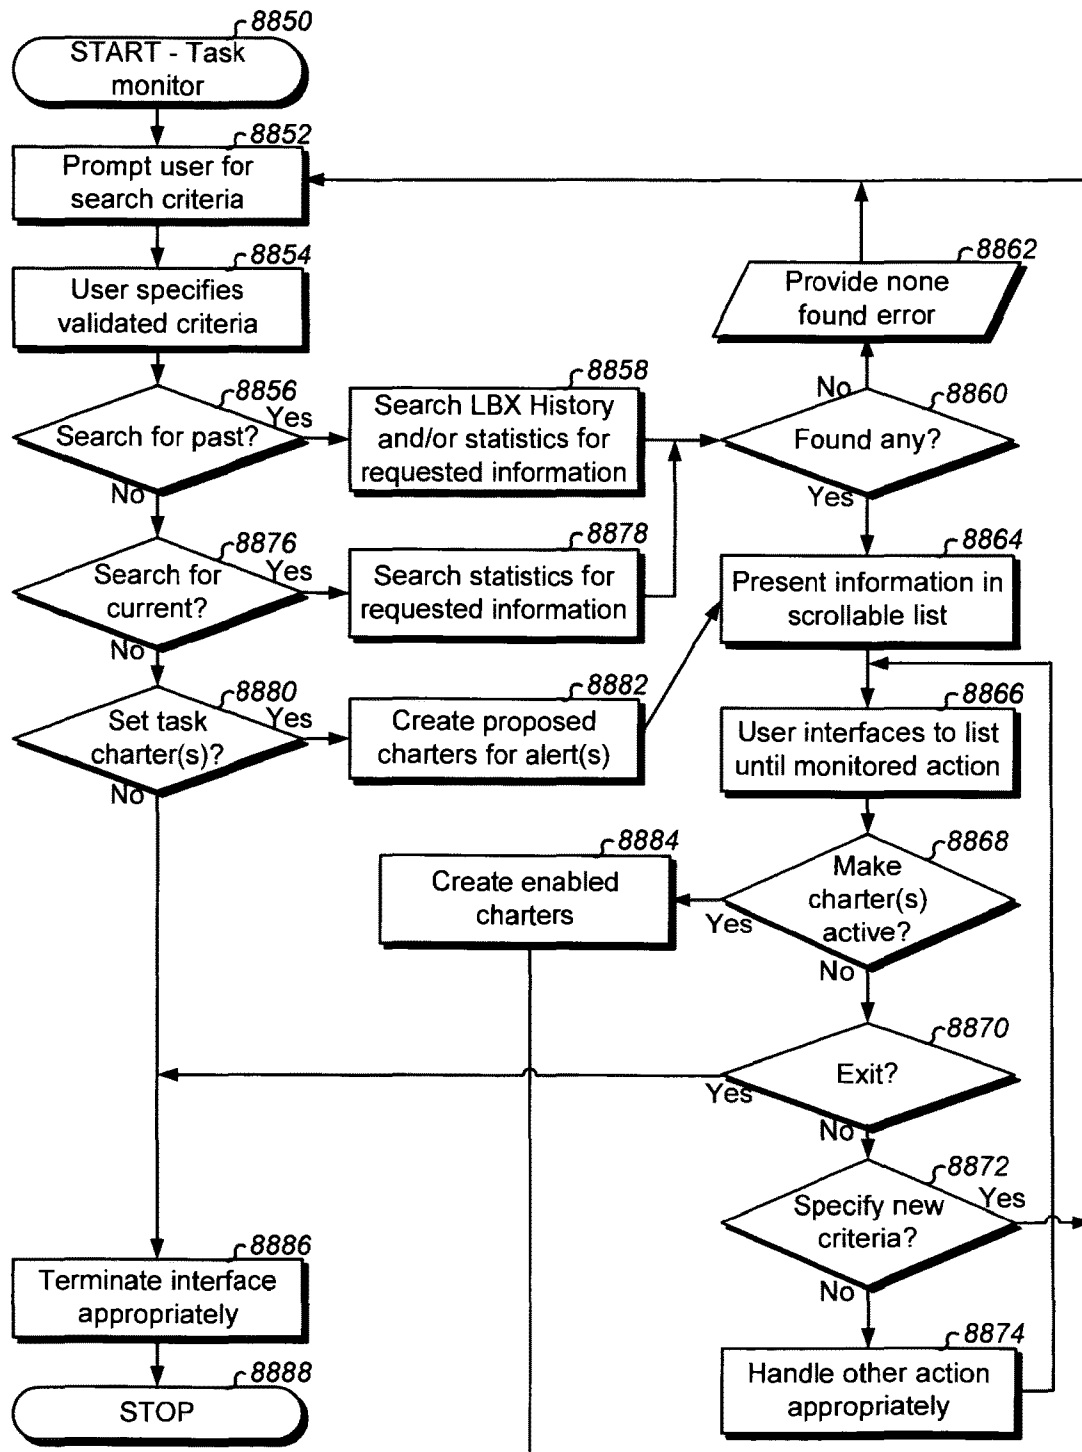 8850
START - Task
monitor
8852
Prompt user for
search criteria
8854
User specifies
validated criteria
8856
Search for past?
Yes
No
8858
Search LBX History
and/or statistics for
requested information
8860
Found any?
No
Yes
8862
Provide none
found error
8876
Search for
current?
Yes
No
8878
Search statistics for
requested information
8864
Present information in
scrollable list
8880
Set task
charter(s)?
Yes
No
8882
Create proposed
charters for alert(s)
8866
User interfaces to list
until monitored action
8884
Create enabled
charters
8868
Make
charter(s)
active?
Yes
No
8870
Exit?
Yes
No
8872
Specify new
criteria?
Yes
No
8886
Terminate interface
appropriately
8874
Handle other action
appropriately
8888
STOP